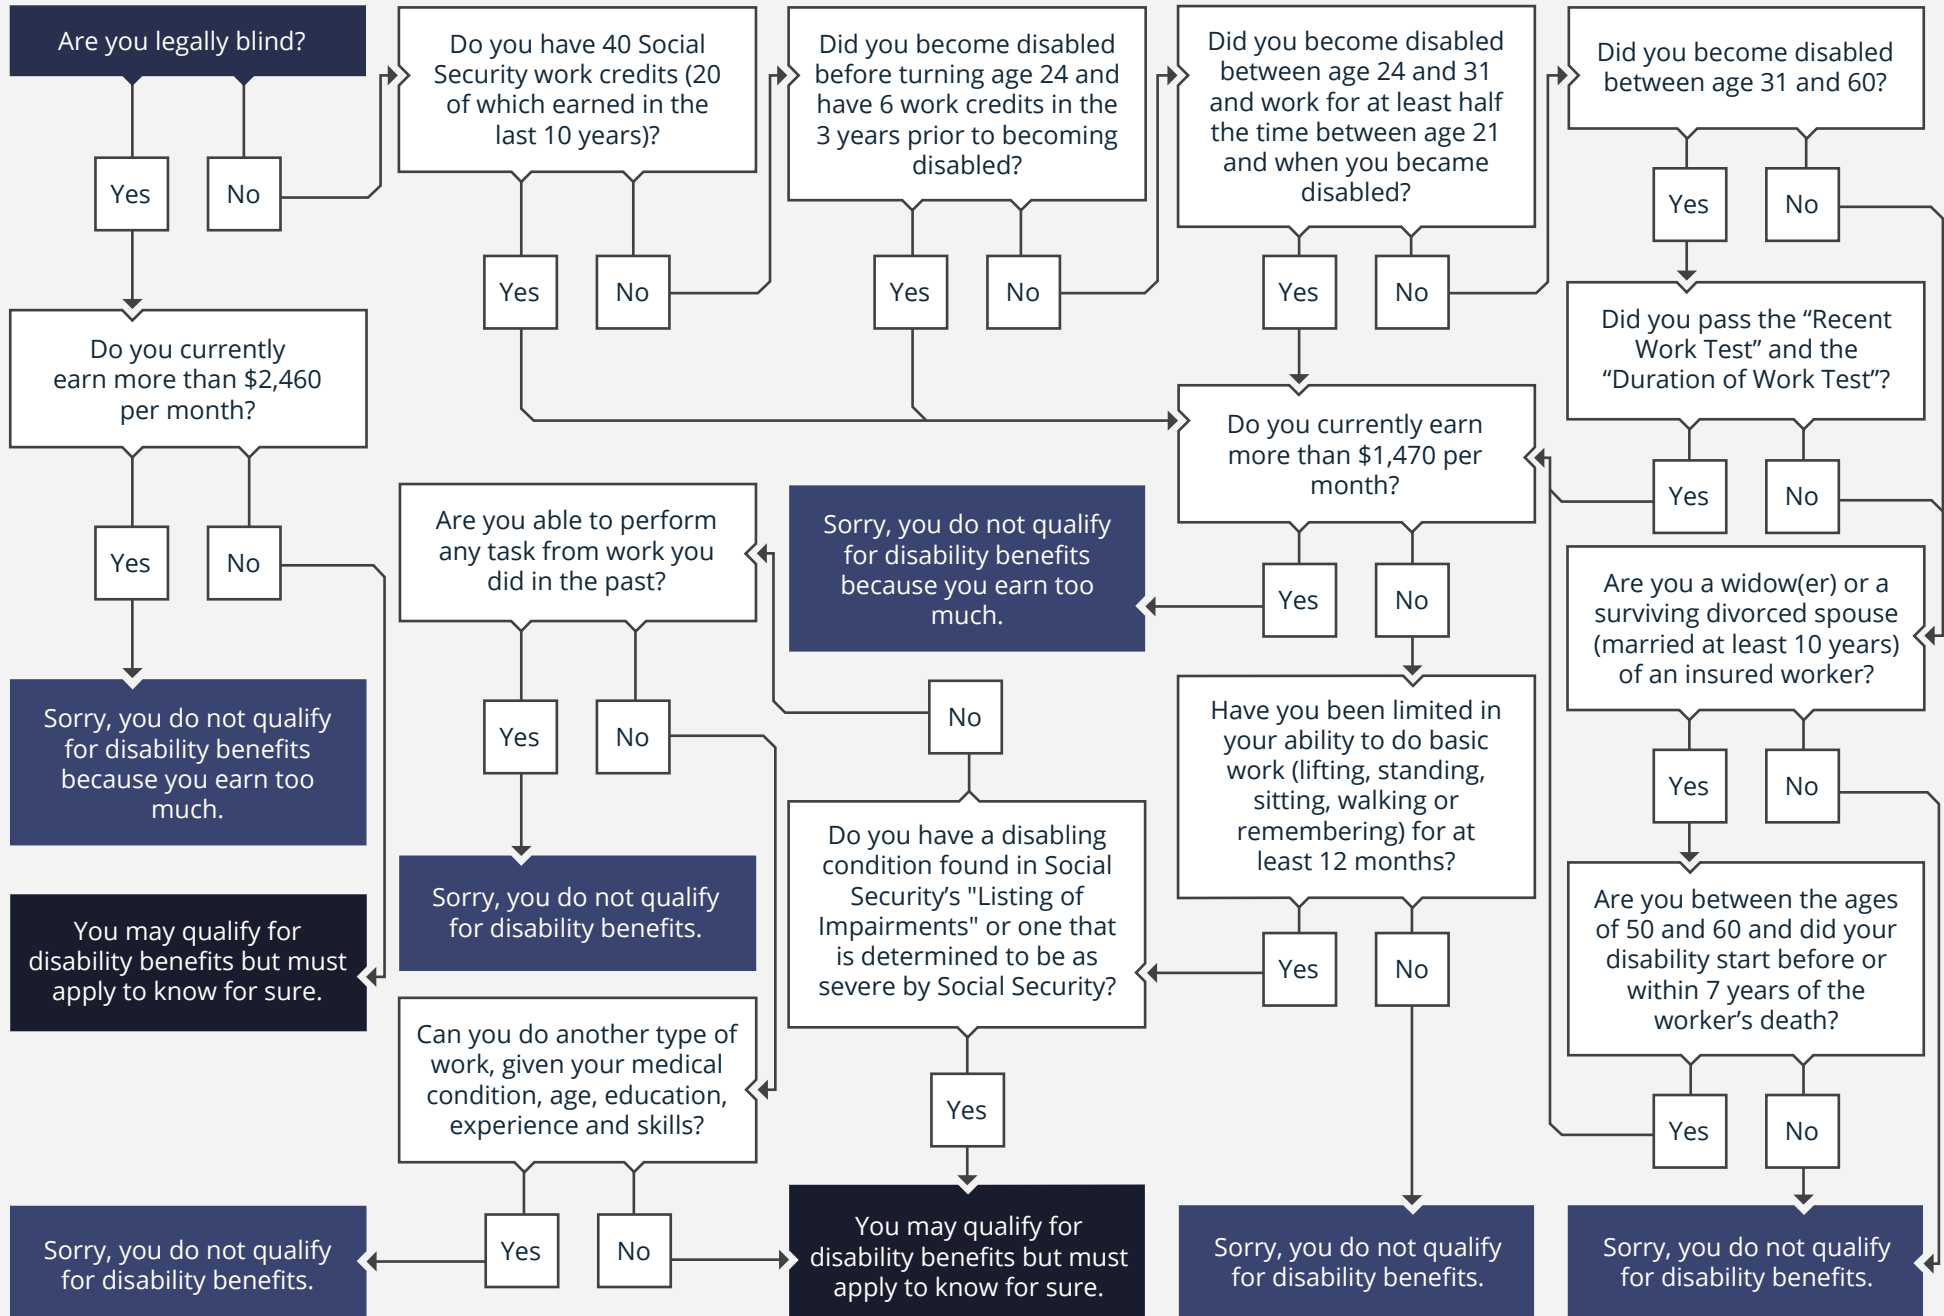 Are you legally blind?
Yes
No
Do you currently
earn more than $2,460
per month?
Yes
No
Sorry, you do not qualify
for disability benefits
because you earn too
much.
You may qualify for
disability benefits but must
apply to know for sure.
Do you have 40 Social
Security work credits (20
of which earned in the
last 10 years)?
Yes
No
Did you become disabled
before turning age 24 and
have 6 work credits in the
3 years prior to becoming
disabled?
Yes
No
Did you become disabled
between age 24 and 31
and work for at least half
the time between age 21
and when you became
disabled?
Yes
No
Did you become disabled
between age 31 and 60?
Yes
No
Did you pass the “Recent
Work Test” and the
“Duration of Work Test”?
Yes
No
Are you a widow(er) or a
surviving divorced spouse
(married at least 10 years)
of an insured worker?
Yes
No
Are you between the ages
of 50 and 60 and did your
disability start before or
within 7 years of the
worker’s death?
Yes
No
Sorry, you do not qualify
for disability benefits.
Do you currently earn
more than $1,470 per
month?
Yes
No
Sorry, you do not qualify
for disability benefits
because you earn too
much.
Have you been limited in
your ability to do basic
work (lifting, standing,
sitting, walking or
remembering) for at
least 12 months?
Yes
No
Sorry, you do not qualify
for disability benefits.
Do you have a disabling
condition found in Social
Security’s "Listing of
Impairments" or one that
is determined to be as
severe by Social Security?
No
Yes
You may qualify for
disability benefits but must
apply to know for sure.
Are you able to perform
any task from work you
did in the past?
Yes
No
Sorry, you do not qualify
for disability benefits.
Can you do another type of
work, given your medical
condition, age, education,
experience and skills?
Yes
No
Sorry, you do not qualify
for disability benefits.